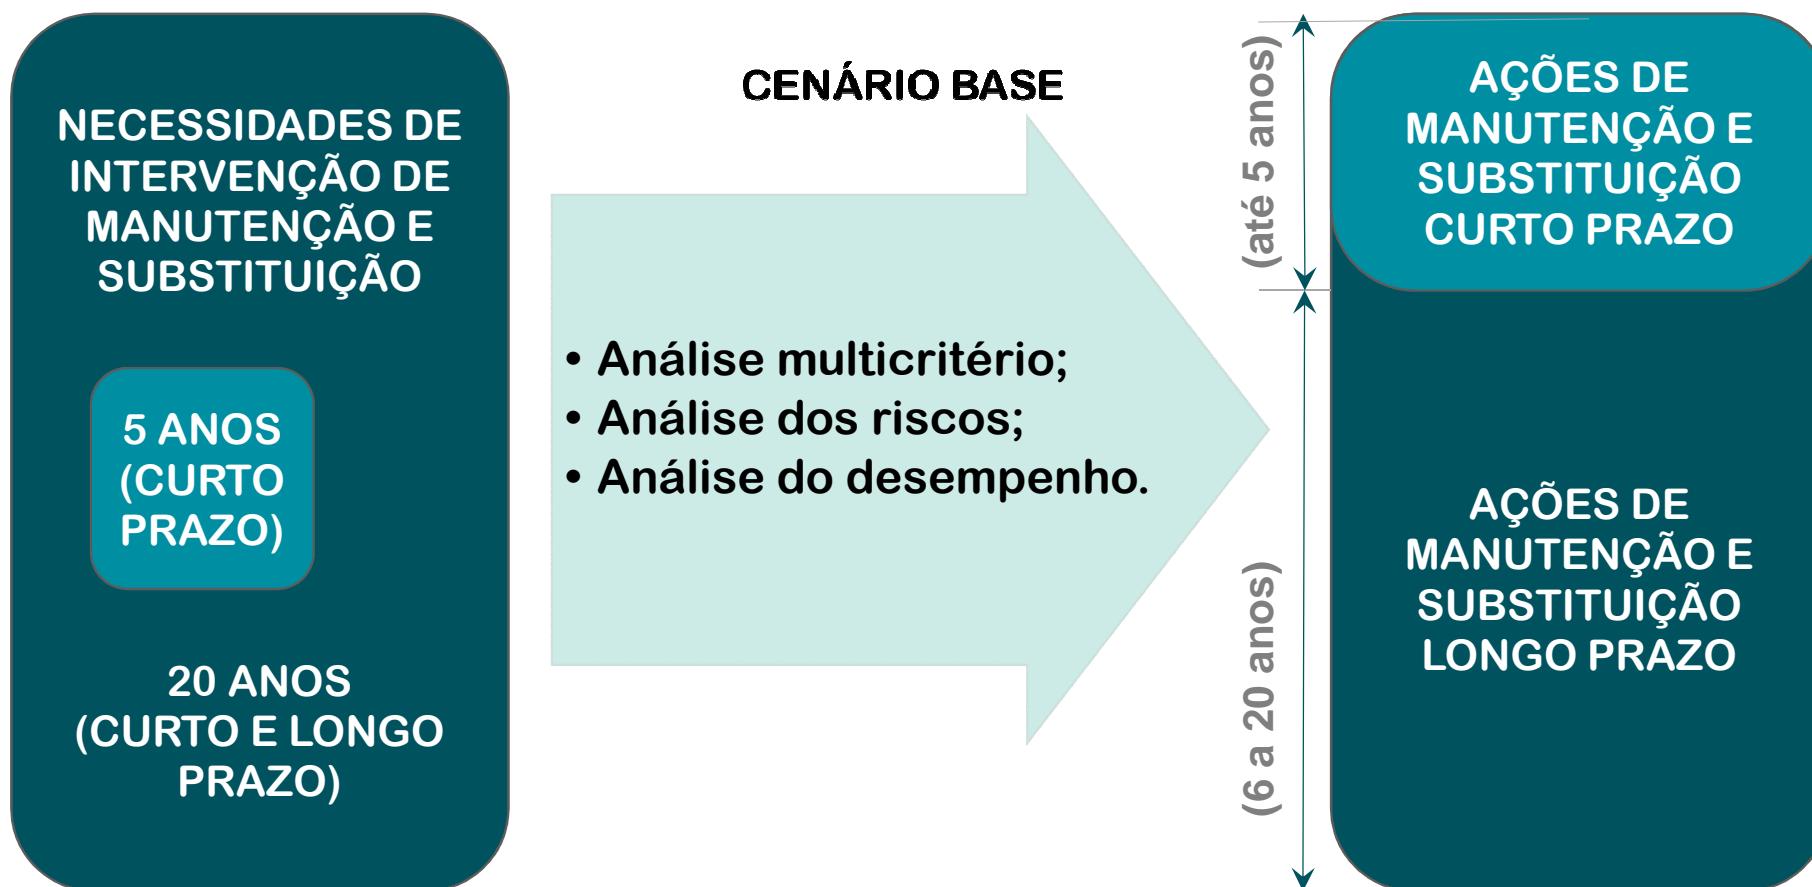 NECESSIDADES DE
INTERVENÇÃO DE
MANUTENÇÃO E
SUBSTITUIÇÃO
5 ANOS
(CURTO
PRAZO)
20 ANOS
(CURTO E LONGO
PRAZO)
CENÁRIO BASE
• Análise multicritério;
• Análise dos riscos;
• Análise do desempenho.
(até 5 anos)
(6 a 20 anos)
AÇÕES DE
MANUTENÇÃO E
SUBSTITUIÇÃO
CURTO PRAZO
AÇÕES DE
MANUTENÇÃO E
SUBSTITUIÇÃO
LONGO PRAZO